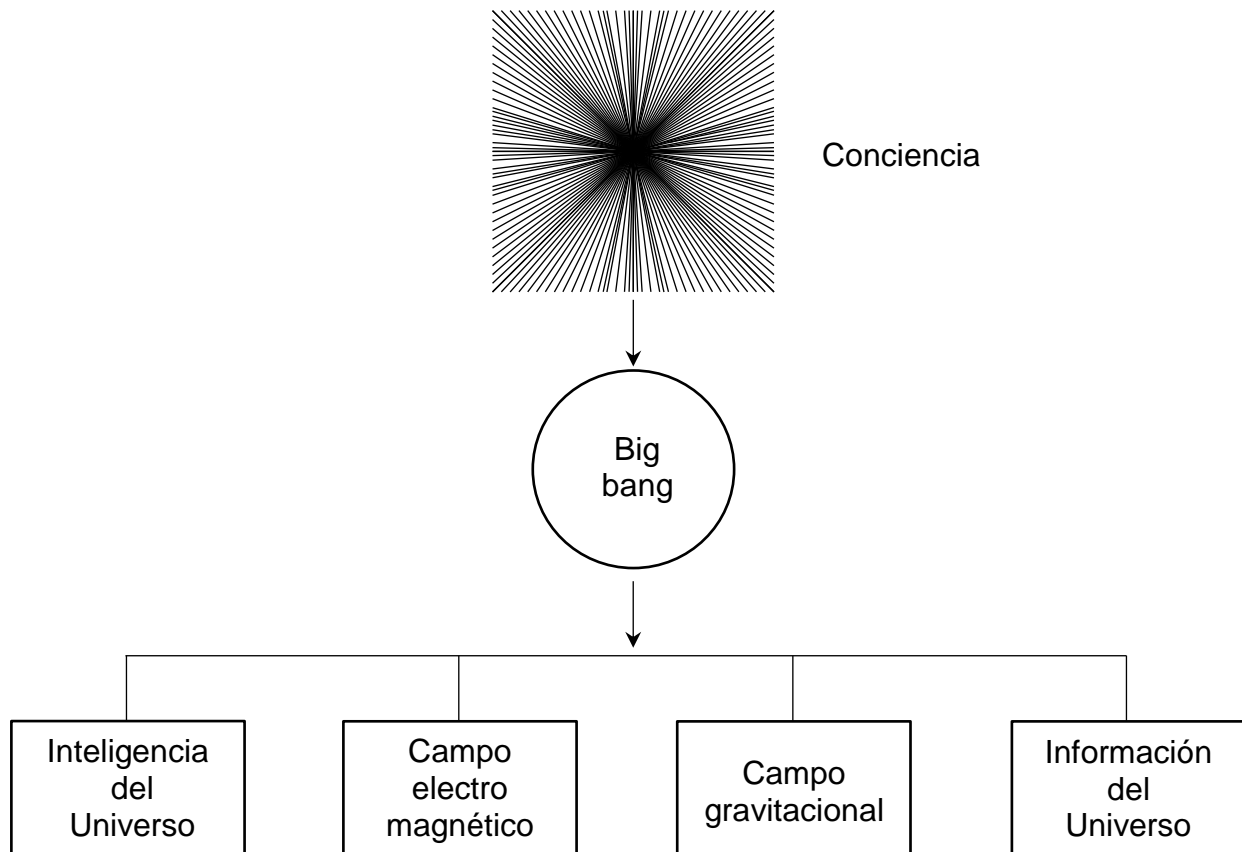 Conciencia
Big
bang
Inteligencia
del
Universo
Campo
electro
magnético
Campo
gravitacional
Información
del
Universo